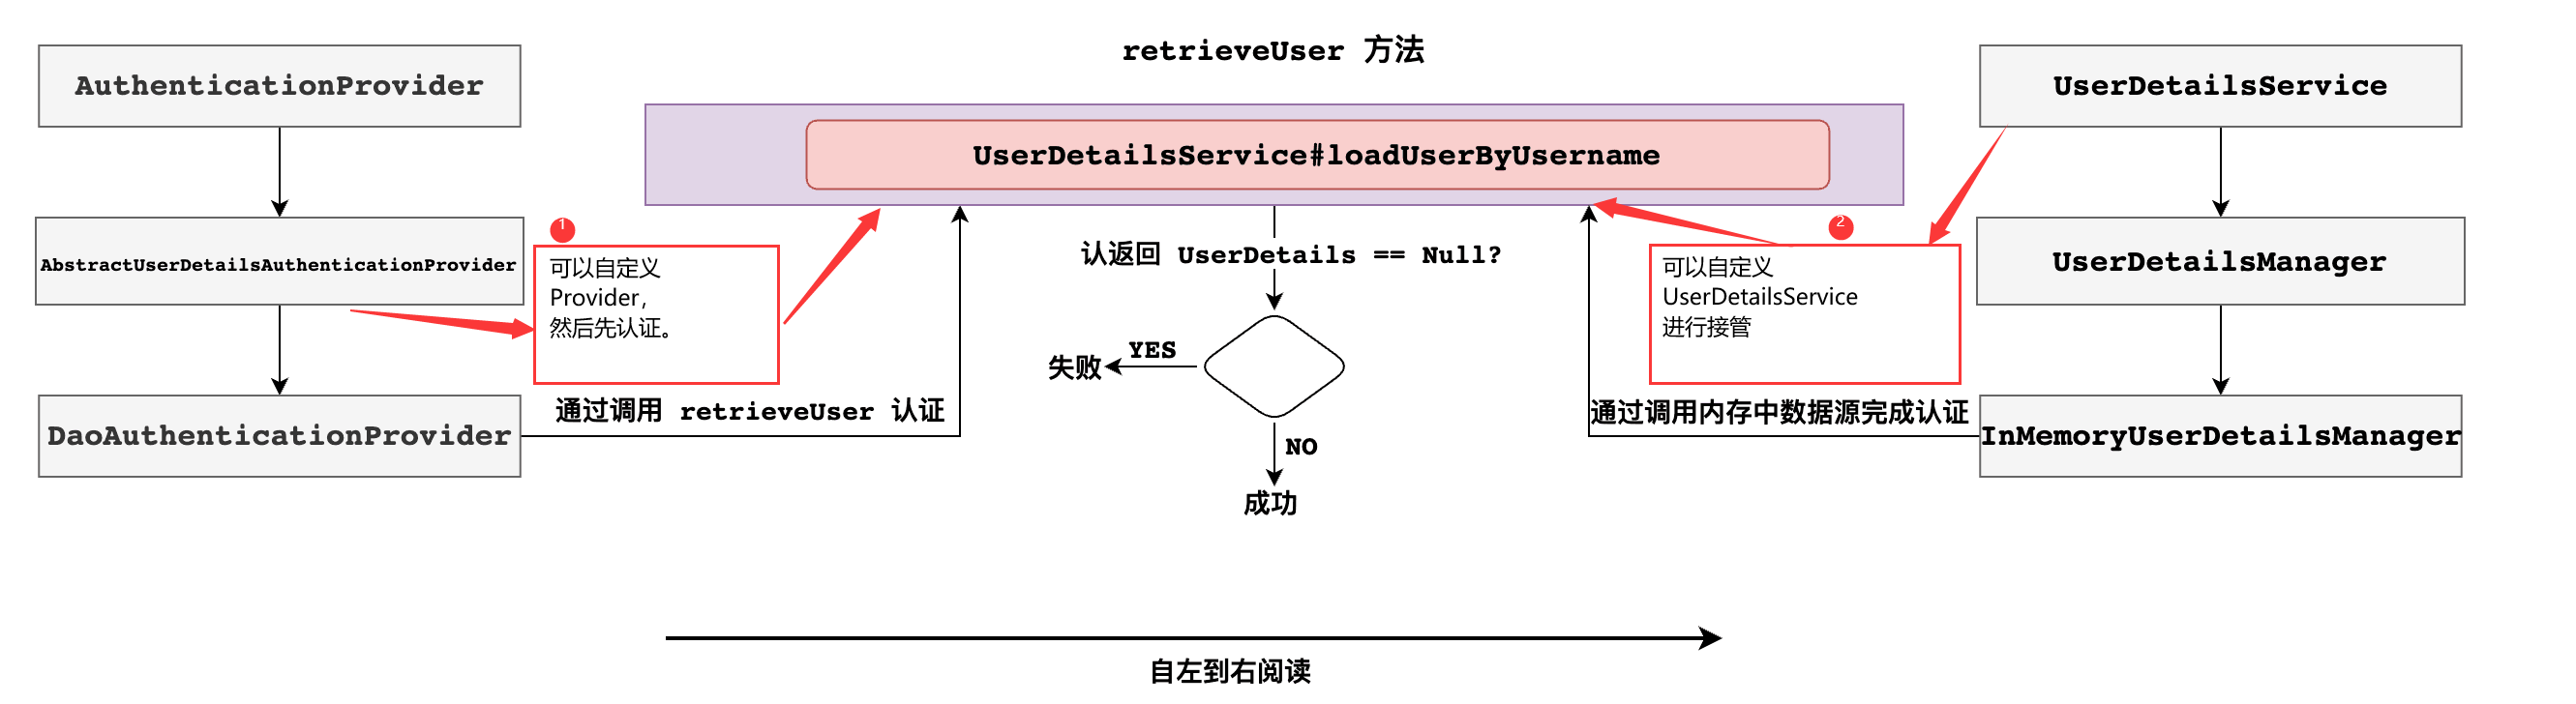 retrieveUser 方法
AuthenticationProvider
UserDetailsService#loadUserByUsername
UserDetailsService
AbstractUserDetailsAuthenticationProvider
1
可以自定义
Provider,
然后先认证。
认返回 UserDetails == Null?
2
可以自定义
UserDetailsService
进行接管
UserDetailsManager
失败
YES
DaoAuthenticationProvider
通过调用 retrieveUser 认证
NO
成功
通过调用内存中数据源完成认证
InMemoryUserDetailsManager
自左到右阅读